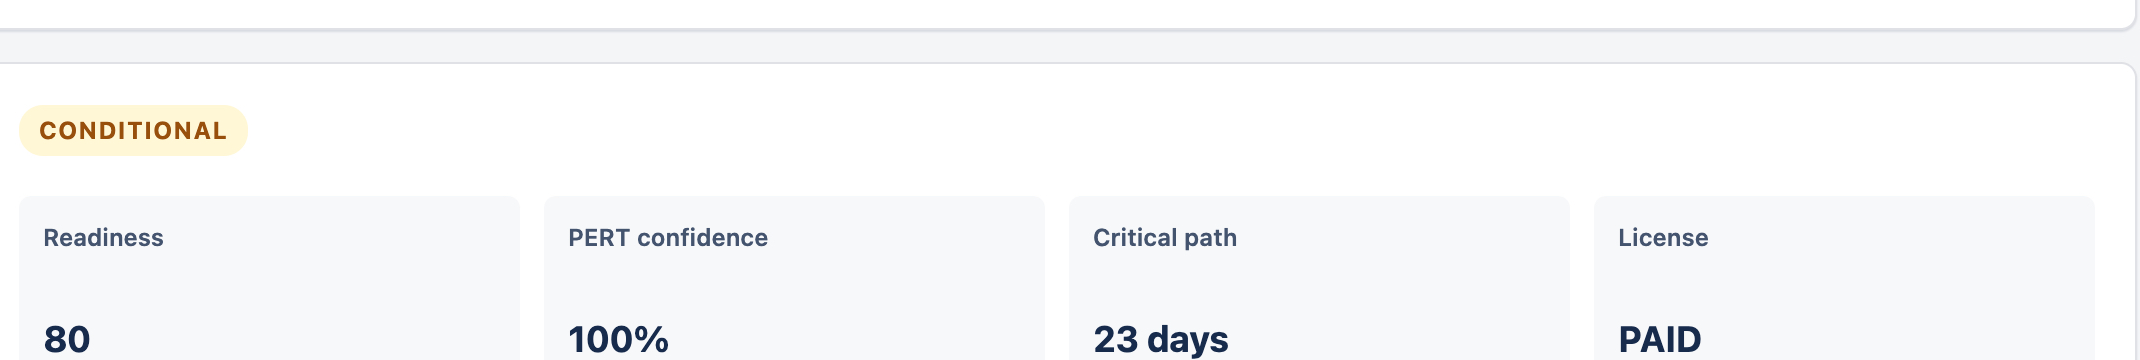 CONDITIONAL
Readiness
80
PERT confidence
100%
Critical path
23 days
License
PAID